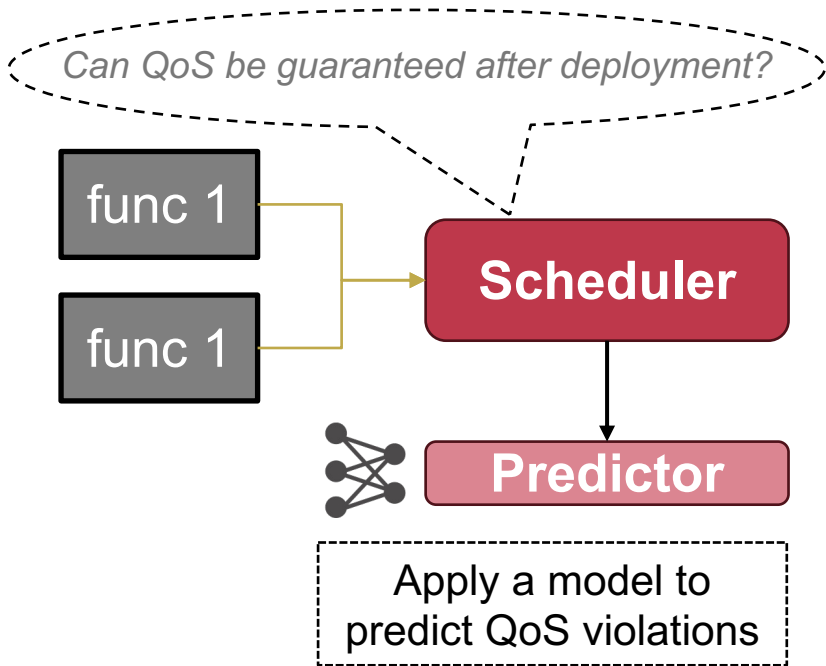 Can QoS be guaranteed after deployment?
func 1
Scheduler
func 1
Predictor
Apply a model to
predict QoS violations